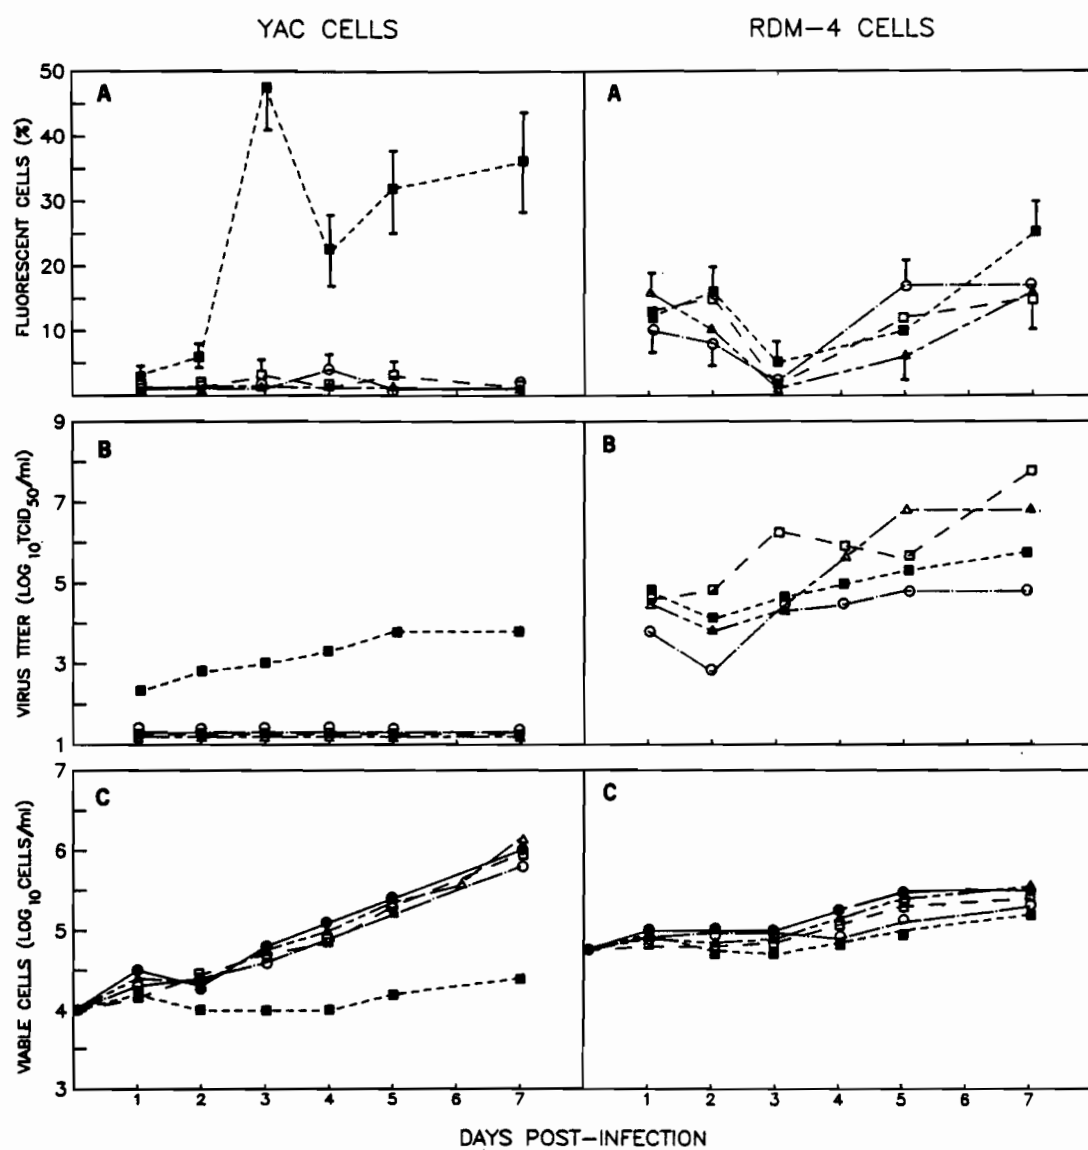 YAC CELLS
RDM-4 CELLS
A
A
50
40
30
20
10
FLUORESCENT CELLS (%)
B
B
9
7
5
3
1
VIRUS TITER (LOG10TCID50/ml)
C
C
7
6
5
4
3
VIABLE CELLS (LOG10CELLS/ml)
1 2 3 4 5 6 7
1 2 3 4 5 6 7
DAYS POST-INFECTION